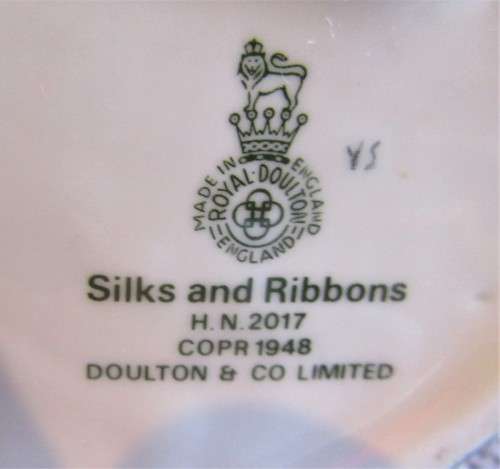 MADE IN ENGLAND
ROYAL·DOULTON
ENGLAND
Silks and Ribbons
H.N.2017
COPR 1948
DOULTON & CO LIMITED